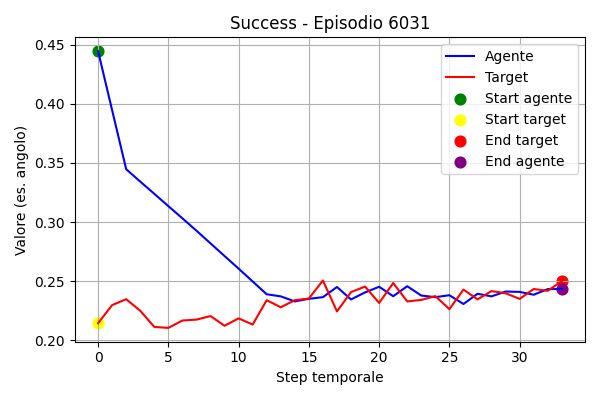 Success - Episodio 6031
Valore (es. angolo)
0.45
0.40
0.35
0.30
0.25
0.20
Agente
Target
Start agente
Start target
End target
End agente
0
5
10
15
20
25
30
Step temporale